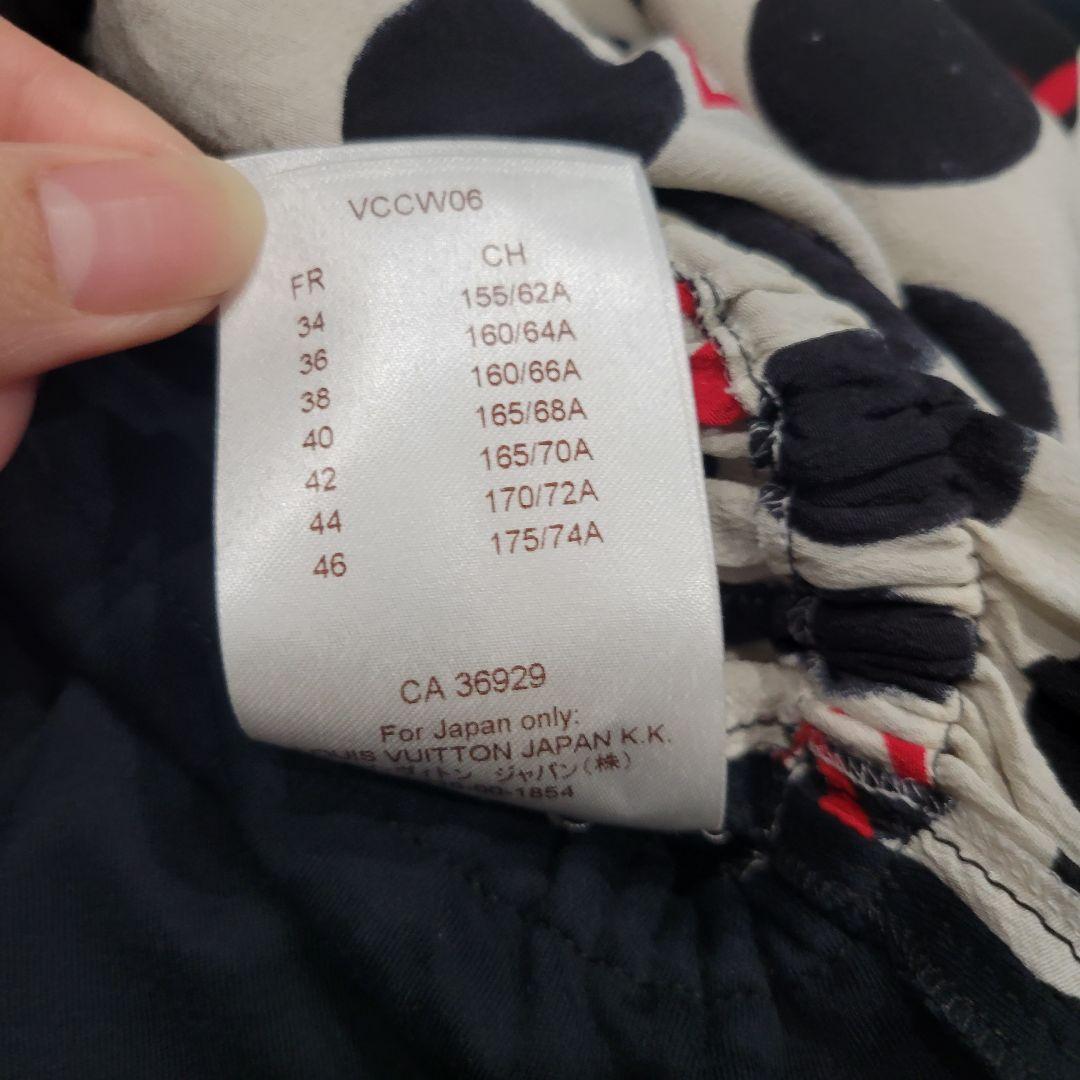 VCCW06
FR CH
34 155/62A
36 160/64A
38 160/66A
40 165/68A
42 165/70A
44 170/72A
46 175/74A
CA 36929
For Japan only:
VUITTON JAPAN K.K.
ジャパン(株)
1854